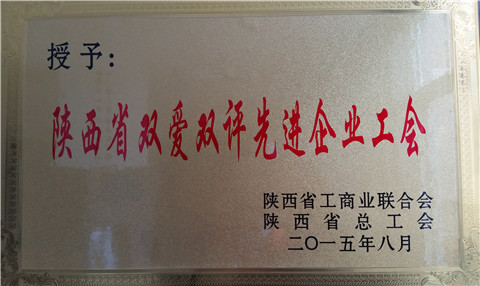 授予：
陕西省双爱双评先进企业工会
陕西省工商业联合会
陕西省总工会
二〇一五年八月